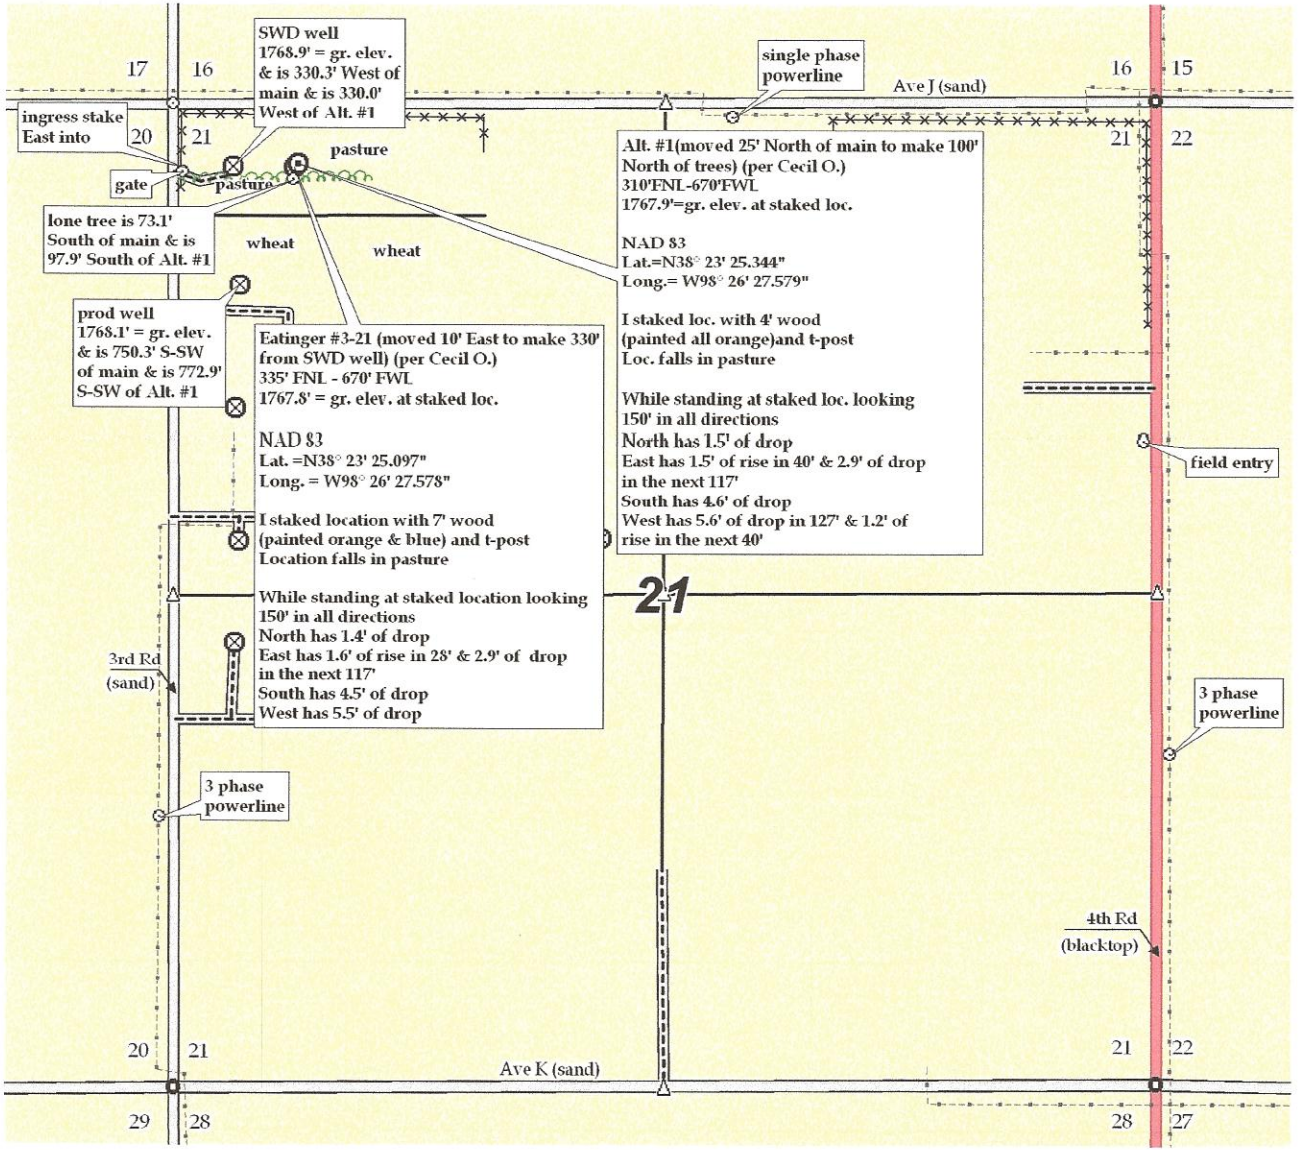 SWD well
1768.9' = gr. elev.
& is 330.3' West of
main & is 330.0'
West of Alt. #1
single phase
powerline
17 16
16 15
Ave J (sand)
ingress stake
East into
20 21
21 22
pasture
gate
pasture
Alt. #1(moved 25' North of main to make 100'
North of trees) (per Cecil O.)
310'FNL-670'FWL
1767.9'=gr. elev. at staked loc.
NAD 83
Lat.=N38° 23' 25.344"
Long.= W98° 26' 27.579"
I staked loc. with 4' wood
(painted all orange)and t-post
Loc. falls in pasture
While standing at staked loc. looking
150' in all directions
North has 1.5' of drop
East has 1.5' of rise in 40' & 2.9' of drop
in the next 117'
South has 4.6' of drop
West has 5.6' of drop in 127' & 1.2' of
rise in the next 40'
lone tree is 73.1'
South of main & is
97.9' South of Alt. #1
wheat
wheat
prod well
1768.1' = gr. elev.
& is 750.3' S-SW
of main & is 772.9'
S-SW of Alt. #1
Eatinger #3-21 (moved 10' East to make 330'
from SWD well) (per Cecil O.)
335' FNL - 670' FWL
1767.8' = gr. elev. at staked loc.
NAD 83
Lat. =N38° 23' 25.097"
Long. = W98° 26' 27.578"
I staked location with 7' wood
(painted orange & blue) and t-post
Location falls in pasture
While standing at staked location looking
150' in all directions
North has 1.4' of drop
East has 1.6' of rise in 28' & 2.9' of drop
in the next 117'
South has 4.5' of drop
West has 5.5' of drop
field entry
21
3rd Rd
(sand)
3 phase
powerline
3 phase
powerline
4th Rd
(blacktop)
20 21
21 22
Ave K (sand)
29 28
28 27